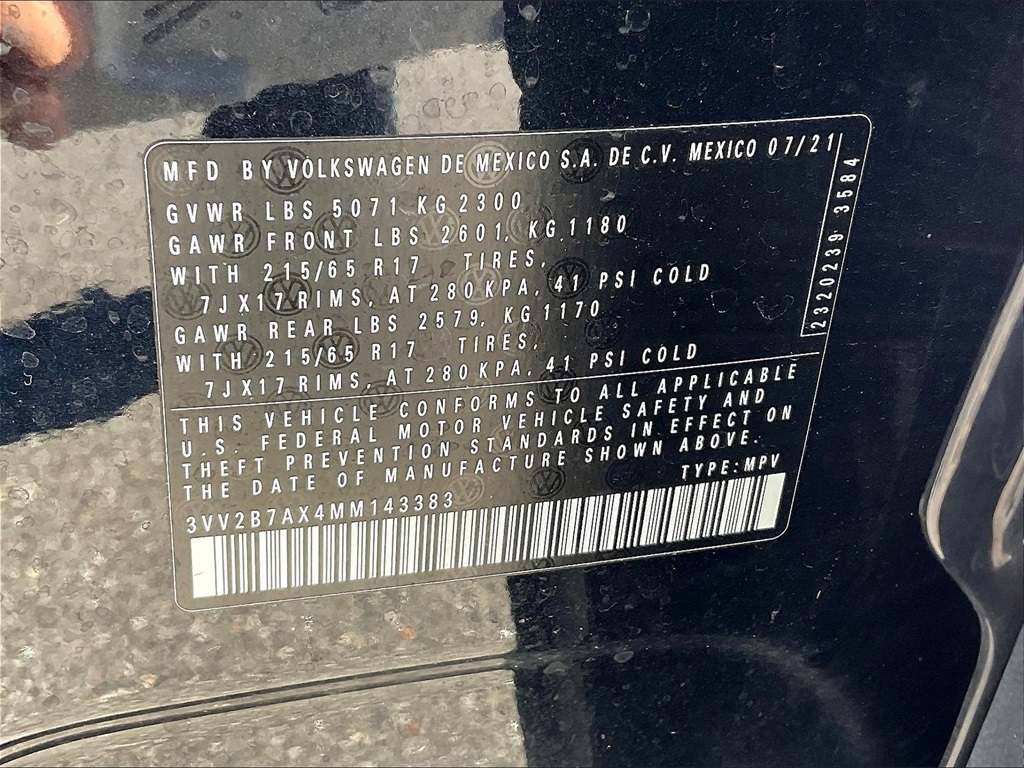 MFD BY VOLKSWAGEN DE MEXICO S.A. DE C.V. MEXICO 07/21
GVWR LBS 5071 KG 2300
GAWR FRONT LBS 2601, KG 1180
WITH 215/65 R17 TIRES,
7JX17 RIMS, AT 280 KPA, 41 PSI COLD
GAWR REAR LBS 2579, KG 1170
WITH 215/65 R17 TIRES,
7JX17 RIMS, AT 280 KPA, 41 PSI COLD
2320239 3584
THIS VEHICLE CONFORMS TO ALL APPLICABLE
U.S. FEDERAL MOTOR VEHICLE SAFETY AND
THEFT PREVENTION STANDARDS IN EFFECT ON
THE DATE OF MANUFACTURE SHOWN ABOVE.
TYPE: MPV
3VV2B7AX4MM143383